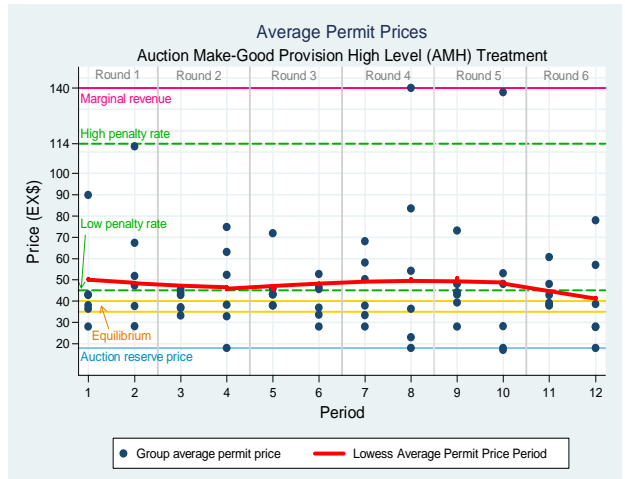 Average Permit Prices
Auction Make-Good Provision High Level (AMH) Treatment
Round 1 Round 2 Round 3 Round 4 Round 5 Round 6
140
Marginal revenue
High penalty rate
114
100
90
80
Low penalty rate
70
60
50
40
30
Equilibrium
20
Auction reserve price
Price (EX$)
1 2 3 4 5 6 7 8 9 10 11 12
Period
Group average permit price Lowess Average Permit Price Period